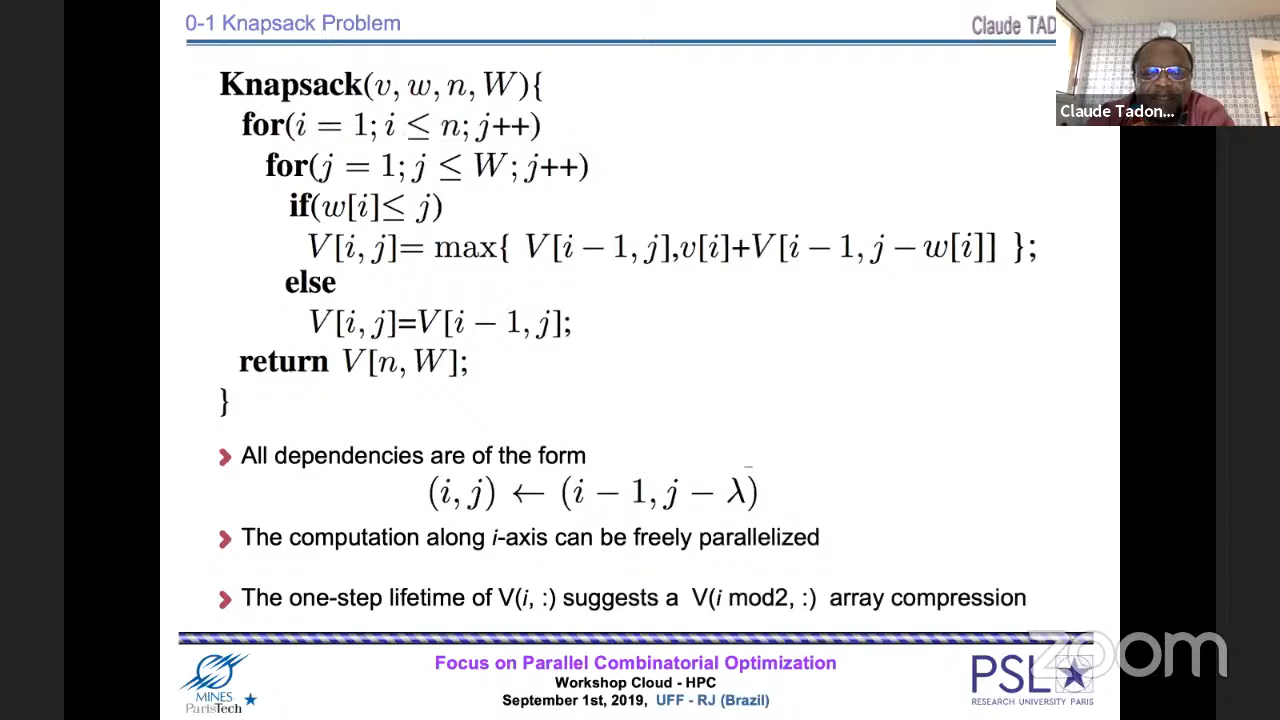 0-1 Knapsack Problem
Claude TAD
Claude Tadon...
Knapsack(v, w, n, W){
for(i = 1; i ≤ n; j++)
for(j = 1; j ≤ W; j++)
if(w[i]≤ j)
V[i, j]= max{ V[i − 1, j],v[i]+V[i − 1, j − w[i]] };
else
V[i, j]=V[i − 1, j];
return V[n, W];
}
All dependencies are of the form
(i, j) ← (i − 1, j − λ)
The computation along i-axis can be freely parallelized
The one-step lifetime of V(i, :) suggests a V(i mod2, :) array compression
Focus on Parallel Combinatorial Optimization
Workshop Cloud - HPC
September 1st, 2019, UFF - RJ (Brazil)
MINES
ParisTech
PSL
RESEARCH UNIVERSITY PARIS
zoom